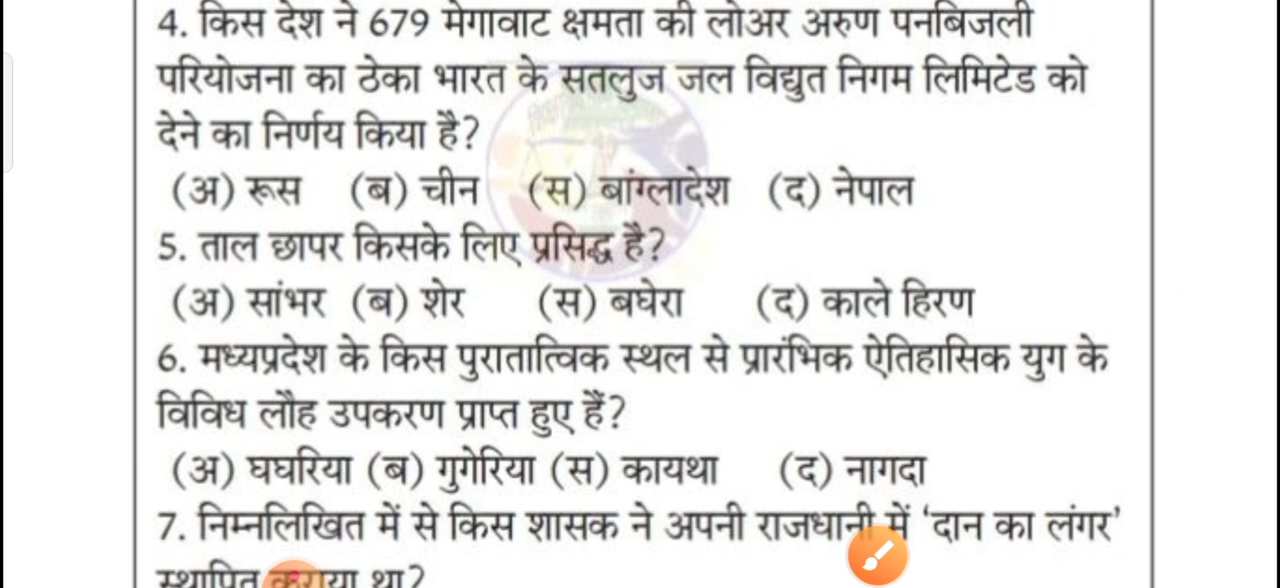 4. किस देश ने 679 मेगावाट क्षमता की लोअर अरुण पनबिजली
परियोजना का ठेका भारत के सतलुज जल विद्युत निगम लिमिटेड को
देने का निर्णय किया है?
(अ) रूस (ब) चीन (स) बांग्लादेश (द) नेपाल
5. ताल छापर किसके लिए प्रसिद्ध है?
(अ) सांभर (ब) शेर (स) बघेरा (द) काले हिरण
6. मध्यप्रदेश के किस पुरातात्विक स्थल से प्रारंभिक ऐतिहासिक युग के
विविध लौह उपकरण प्राप्त हुए हैं?
(अ) घघरिया (ब) गुगेरिया (स) कायथा (द) नागदा
7. निम्नलिखित में से किस शासक ने अपनी राजधानी में ‘दान का लंगर’
स्थापित कराया था?